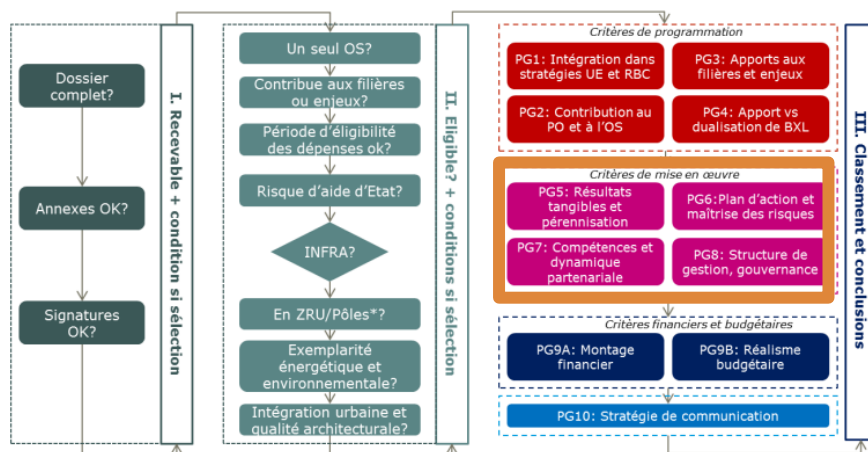 Dossier
complet?
Annexes OK?
Signatures
OK?
I. Recevable + condition si sélection
Un seul OS?
Contribue aux filières
ou enjeux?
Période d'éligibilité
des dépenses ok?
Risque d'aide d'Etat?
INFRA?
En ZRU/Pôles*?
Exemplarité
énergétique et
environnementale?
Intégration urbaine et
qualité architecturale?
II. Eligible? + conditions si sélection
Critères de programmation
PG1: Intégration dans
stratégies UE et RBC
PG3: Apports aux
filières et enjeux
PG2: Contribution au
PO et à l'OS
PG4: Apport vs
dualisation de BXL
Critères de mise en œuvre
PG5: Résultats
tangibles et
pérennisation
PG6:Plan d'action et
maîtrise des risques
PG7: Compétences et
dynamique
partenariale
PG8: Structure de
gestion, gouvernance
Critères financiers et budgétaires
PG9A: Montage
financier
PG9B: Réalisme
budgétaire
PG10: Stratégie de communication
III. Classement et conclusions